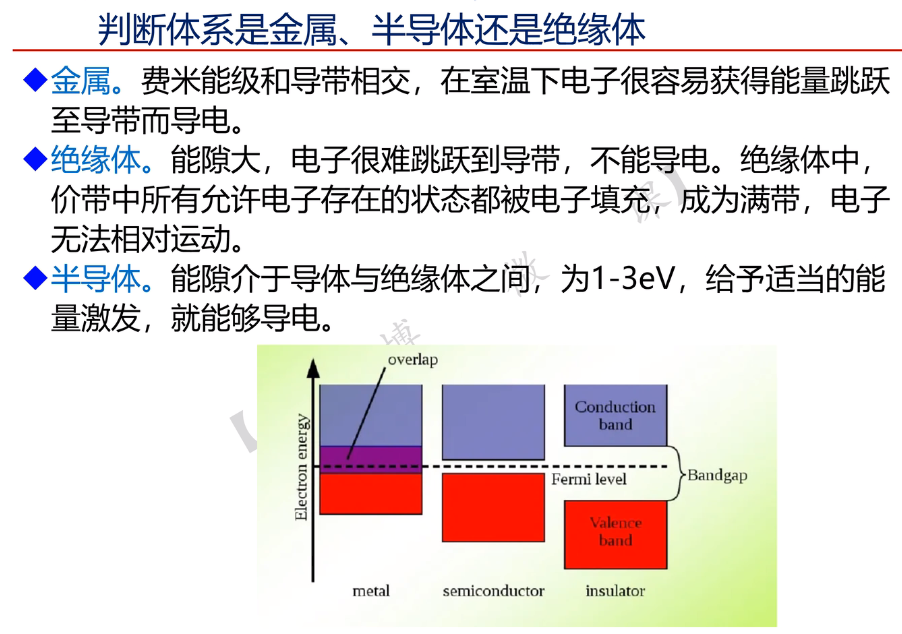 判断体系是金属、半导体还是绝缘体
◆金属。费米能级和导带相交，在室温下电子很容易获得能量跳跃
至导带而导电。
◆绝缘体。能隙大，电子很难跳跃到导带，不能导电。绝缘体中，
价带中所有允许电子存在的状态都被电子填充，成为满带，电子
无法相对运动。
◆半导体。能隙介于导体与绝缘体之间，为1-3eV，给予适当的能
量激发，就能够导电。
overlap
Electron energy
Conduction
band
Fermi level
Bandgap
Valence
band
metal
semiconductor
insulator
博
微
课】